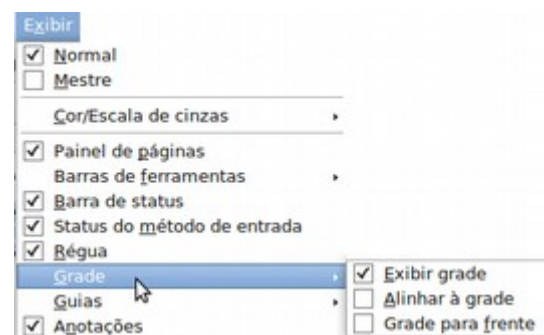 Exibir
Normal
Mestre
Cor/Escala de cinzas
Painel de páginas
Barras de ferramentas
Barra de status
Status do método de entrada
Régua
Grade
Exibir grade
Guias
Alinhar à grade
Anotações
Grade para frente